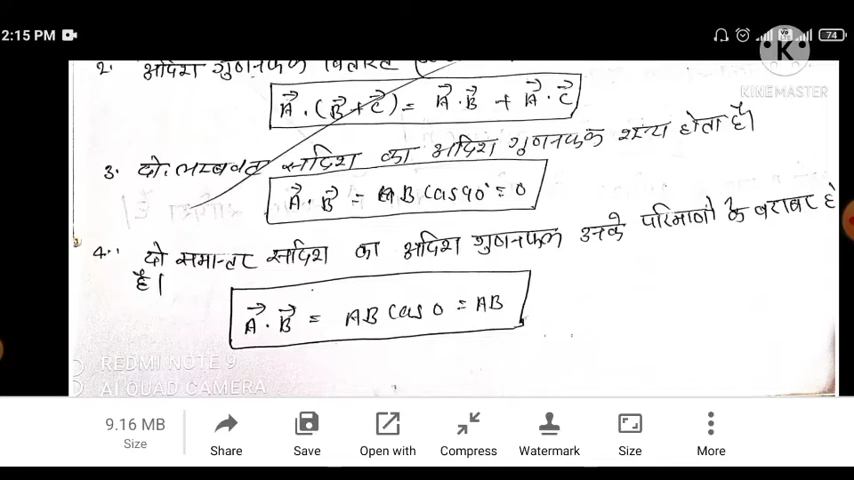 2:15 PM
74
KINEMASTER
2. अदिश गुणनफल वितरत
A⃗.(B⃗+C⃗) = A⃗.B⃗ + A⃗.C⃗
3. दो लम्बवत सदिश का अदिश गुणनफल शून्य होता है।
A⃗.B⃗ = AB Cos90° = 0
4. दो समान्तर सदिश का अदिश गुणनफल उनके परिमाणो के बराबर हो
है।
A⃗.B⃗ = AB Cos 0 = AB
REDMI NOTE 9
AI QUAD CAMERA
9.16 MB
Size
Share
Save
Open with
Compress
Watermark
Size
More